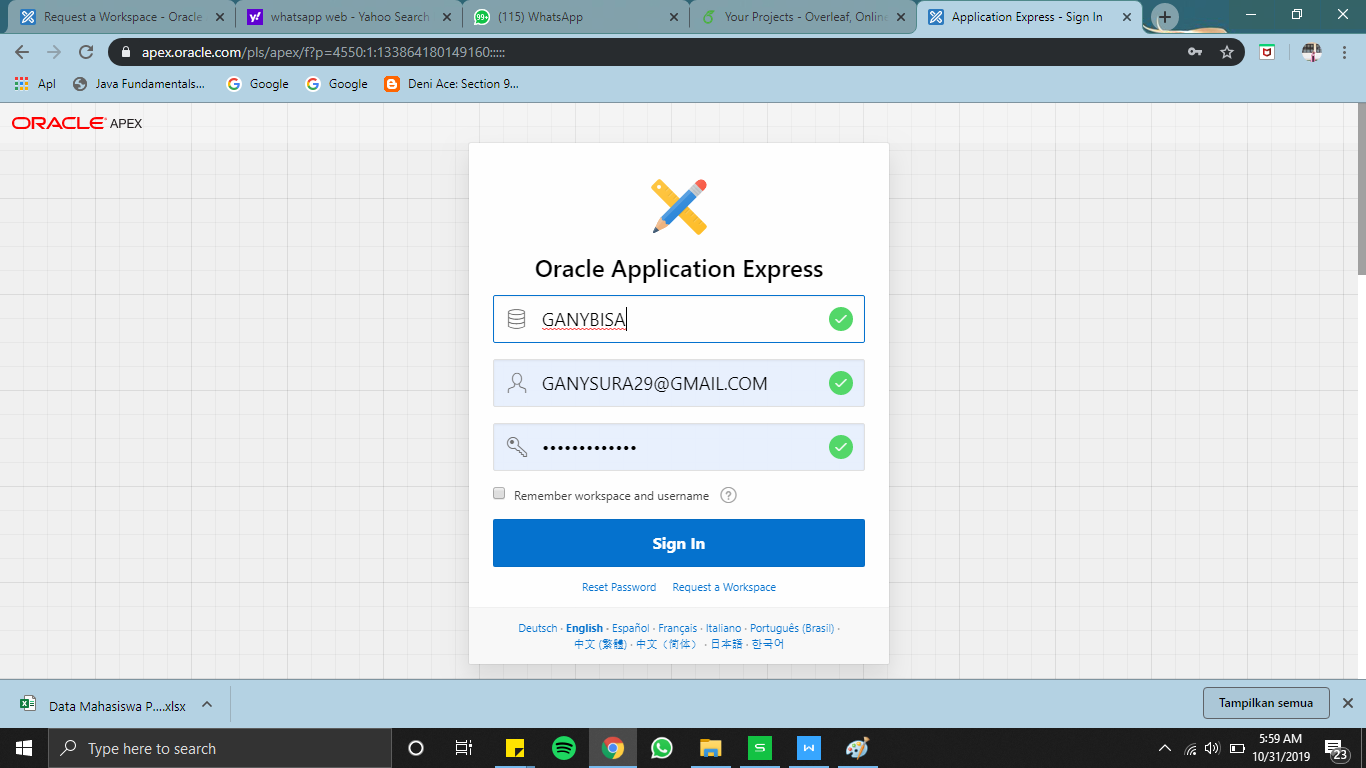 Request a Workspace - Oracle
whatsapp web - Yahoo Search
99+ (115) WhatsApp
Your Projects - Overleaf, Online
Application Express - Sign In
apex.oracle.com/pls/apex/f?p=4550:1:133864180149160:::::
Apl
Java Fundamentals...
Google
Google
Deni Ace: Section 9...
ORACLE APEX
Oracle Application Express
GANYBISA
GANYSURA29@GMAIL.COM
•••••••••••••
Remember workspace and username ?
Sign In
Reset Password Request a Workspace
Deutsch · English · Español · Français · Italiano · Português (Brasil) ·
中文 (繁體) · 中文（简体） · 日本語 · 한국어
Data Mahasiswa P....xlsx
Tampilkan semua
Type here to search
S
W
5:59 AM
10/31/2019
23